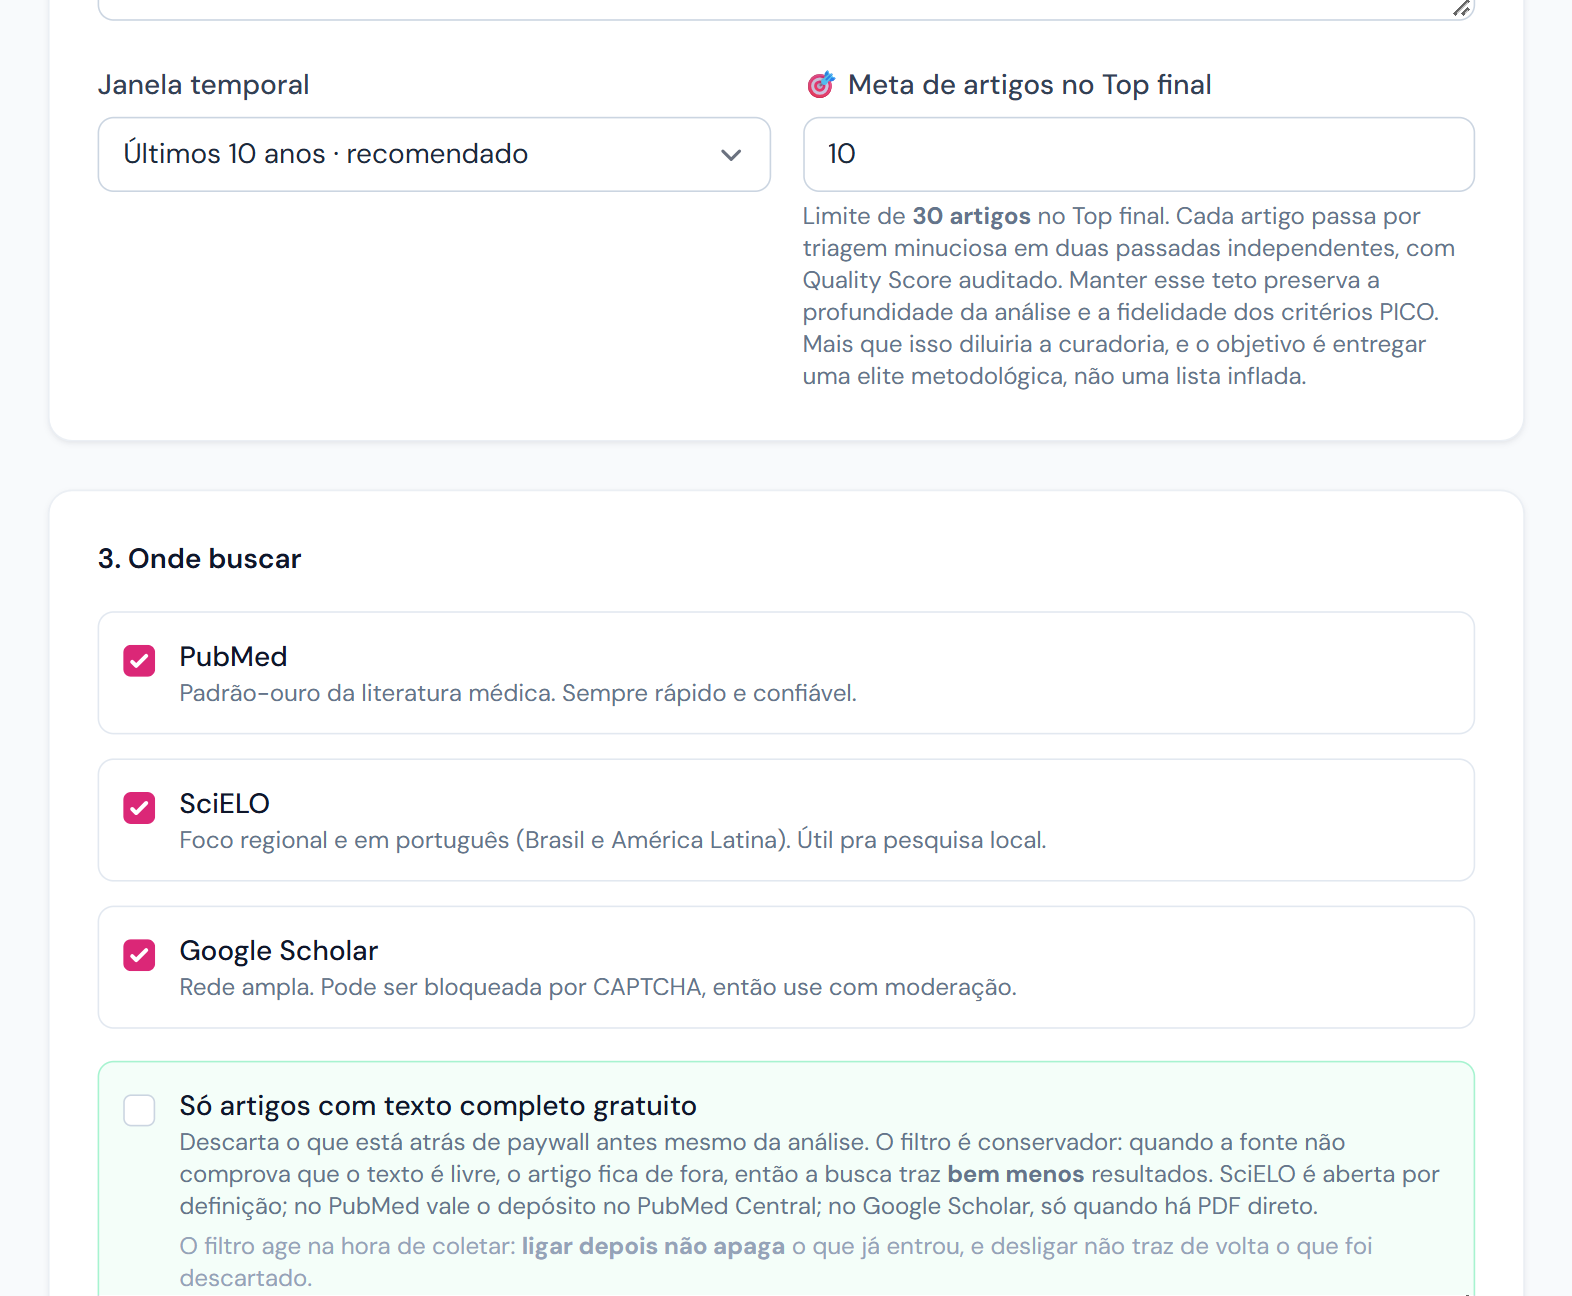 Janela temporal
Últimos 10 anos · recomendado
🎯 Meta de artigos no Top final
10
Limite de 30 artigos no Top final. Cada artigo passa por
triagem minuciosa em duas passadas independentes, com
Quality Score auditado. Manter esse teto preserva a
profundidade da análise e a fidelidade dos critérios PICO.
Mais que isso diluiria a curadoria, e o objetivo é entregar
uma elite metodológica, não uma lista inflada.
3. Onde buscar
PubMed
Padrão-ouro da literatura médica. Sempre rápido e confiável.
SciELO
Foco regional e em português (Brasil e América Latina). Útil pra pesquisa local.
Google Scholar
Rede ampla. Pode ser bloqueada por CAPTCHA, então use com moderação.
Só artigos com texto completo gratuito
Descarta o que está atrás de paywall antes mesmo da análise. O filtro é conservador: quando a fonte não
comprova que o texto é livre, o artigo fica de fora, então a busca traz bem menos resultados. SciELO é aberta por
definição; no PubMed vale o depósito no PubMed Central; no Google Scholar, só quando há PDF direto.
O filtro age na hora de coletar: ligar depois não apaga o que já entrou, e desligar não traz de volta o que foi
descartado.